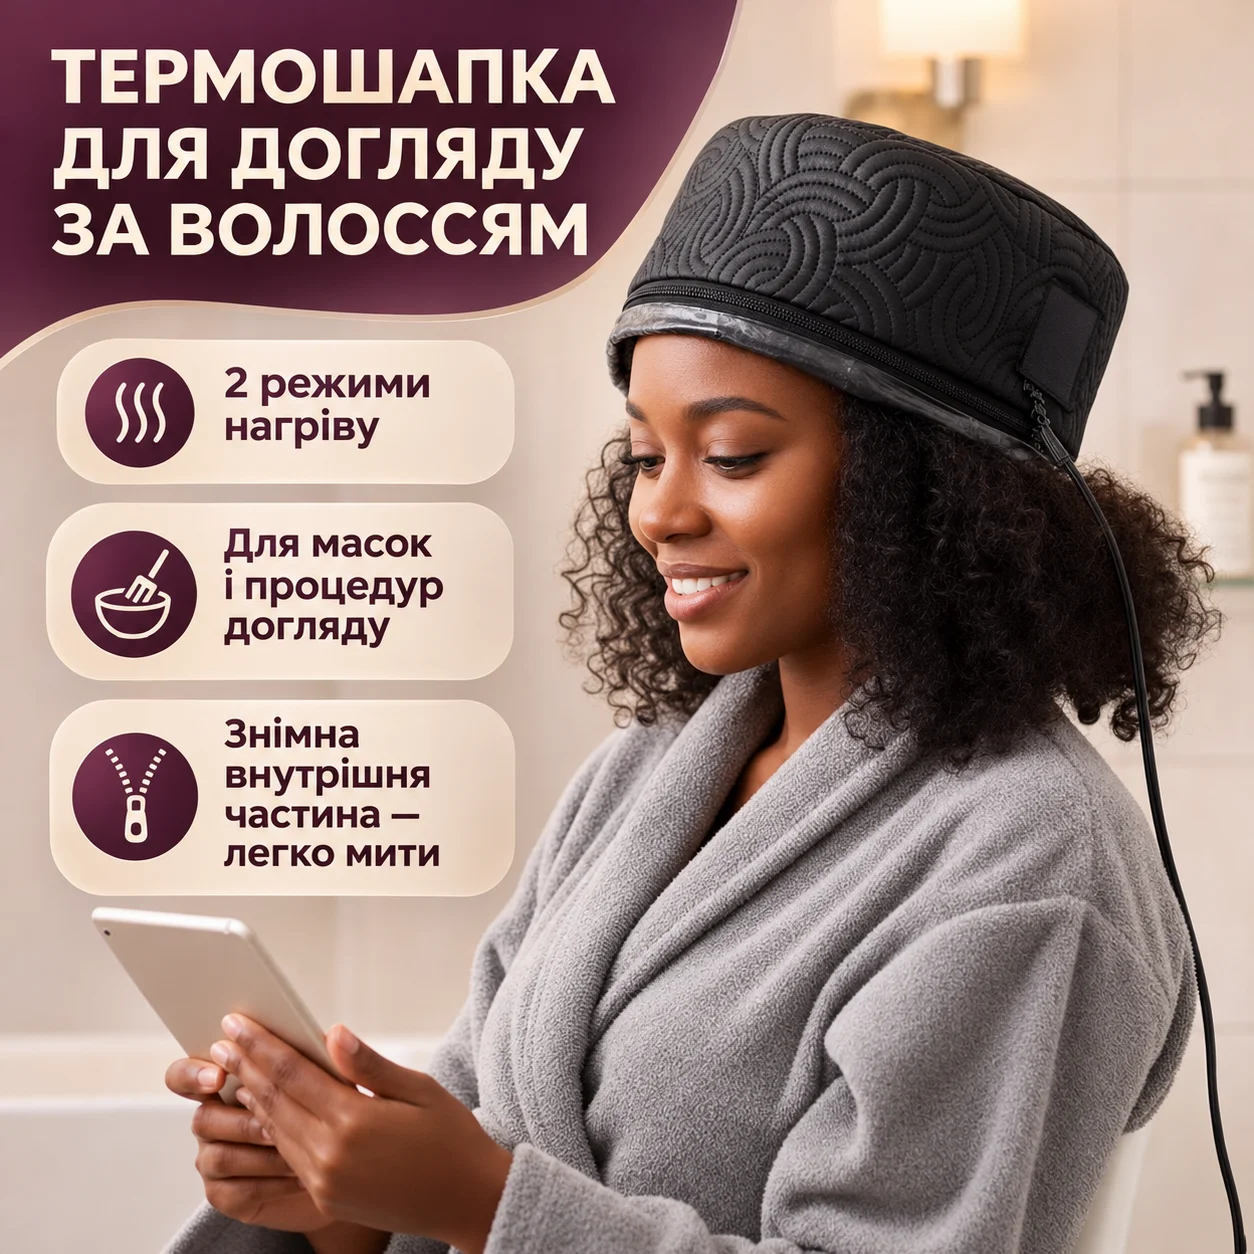 ТЕРМОШАПКА
ДЛЯ ДОГЛЯДУ
ЗА ВОЛОССЯМ
2 режими
нагріву
Для масок
і процедур
догляду
Знімна
внутрішня
частина —
легко мити